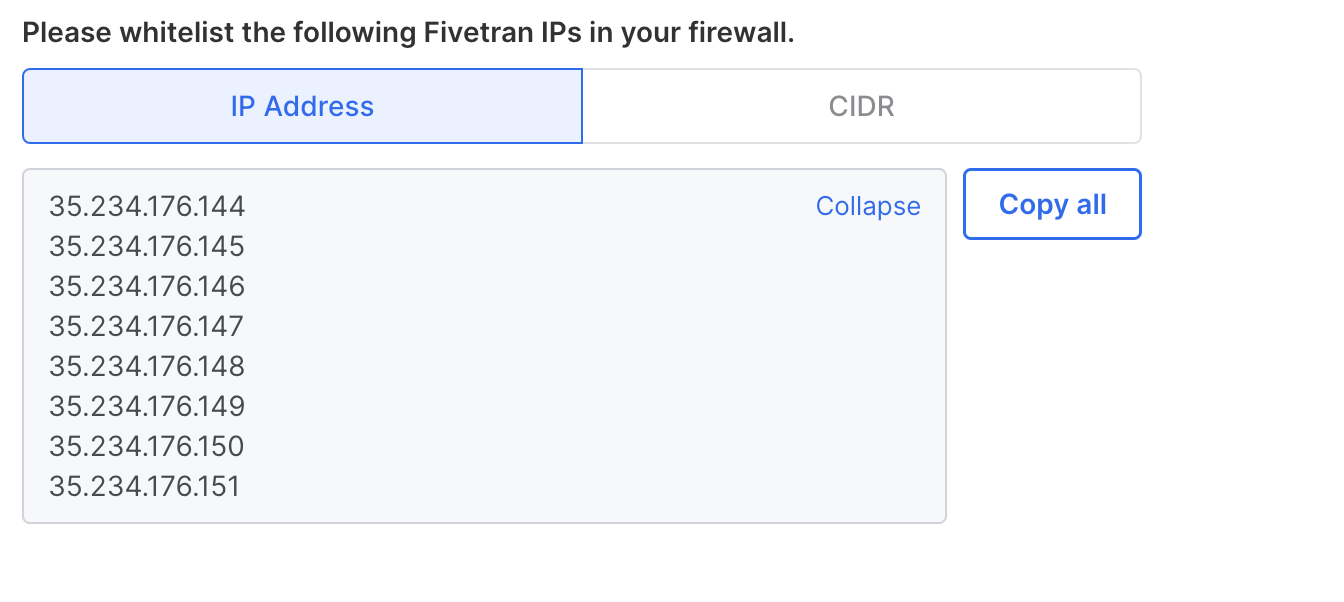 Please whitelist the following Fivetran IPs in your firewall.
IP Address
CIDR
35.234.176.144
Collapse
Copy all
35.234.176.145
35.234.176.146
35.234.176.147
35.234.176.148
35.234.176.149
35.234.176.150
35.234.176.151